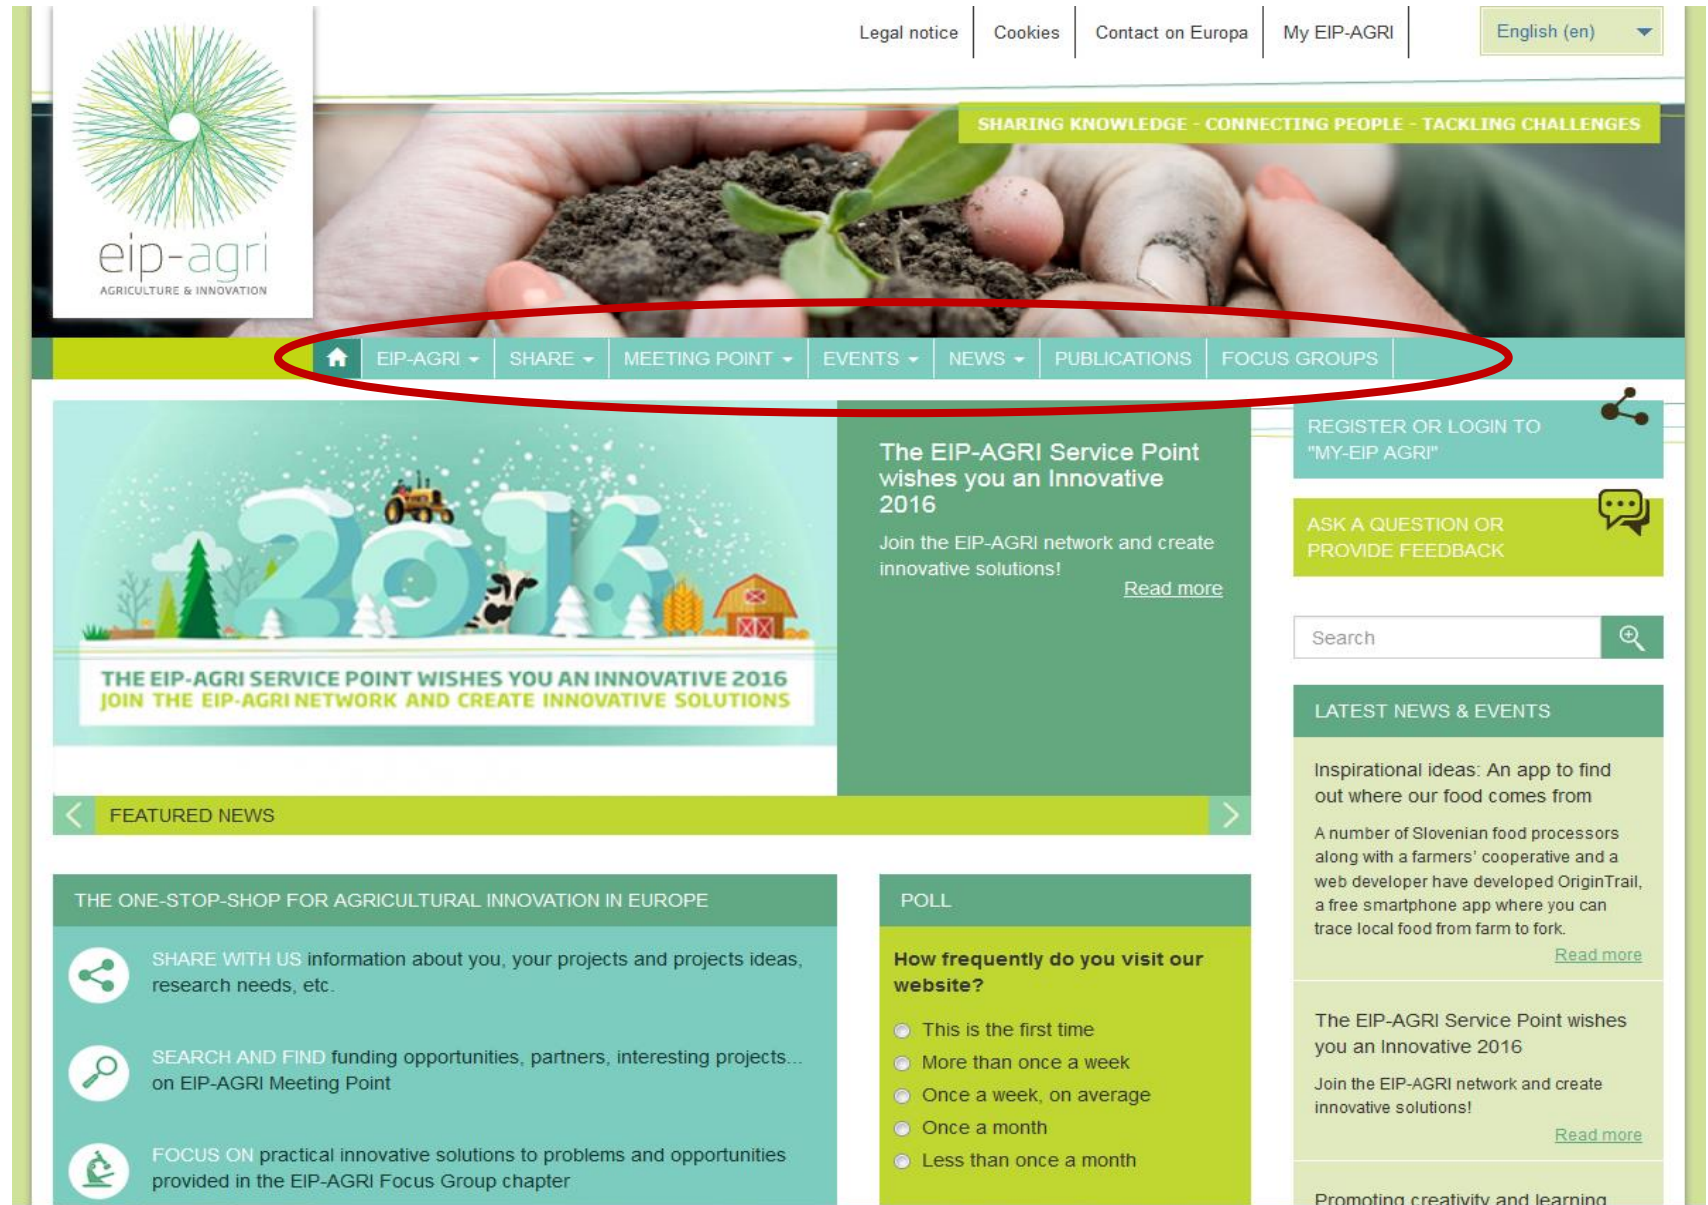 Legal notice
Cookies
Contact on Europa
My EIP-AGRI
English (en)
SHARING KNOWLEDGE - CONNECTING PEOPLE - TACKLING CHALLENGES
eip-agri
AGRICULTURE & INNOVATION
EIP-AGRI
SHARE
MEETING POINT
EVENTS
NEWS
PUBLICATIONS
FOCUS GROUPS
2016
THE EIP-AGRI SERVICE POINT WISHES YOU AN INNOVATIVE 2016
JOIN THE EIP-AGRI NETWORK AND CREATE INNOVATIVE SOLUTIONS
The EIP-AGRI Service Point
wishes you an Innovative
2016
Join the EIP-AGRI network and create
innovative solutions!
Read more
FEATURED NEWS
REGISTER OR LOGIN TO
"MY-EIP AGRI"
ASK A QUESTION OR
PROVIDE FEEDBACK
Search
LATEST NEWS & EVENTS
Inspirational ideas: An app to find
out where our food comes from
A number of Slovenian food processors
along with a farmers' cooperative and a
web developer have developed OriginTrail,
a free smartphone app where you can
trace local food from farm to fork.
Read more
The EIP-AGRI Service Point wishes
you an Innovative 2016
Join the EIP-AGRI network and create
innovative solutions!
Read more
Promoting creativity and learning
THE ONE-STOP-SHOP FOR AGRICULTURAL INNOVATION IN EUROPE
SHARE WITH US information about you, your projects and projects ideas,
research needs, etc.
SEARCH AND FIND funding opportunities, partners, interesting projects...
on EIP-AGRI Meeting Point
FOCUS ON practical innovative solutions to problems and opportunities
provided in the EIP-AGRI Focus Group chapter
POLL
How frequently do you visit our
website?
This is the first time
More than once a week
Once a week, on average
Once a month
Less than once a month